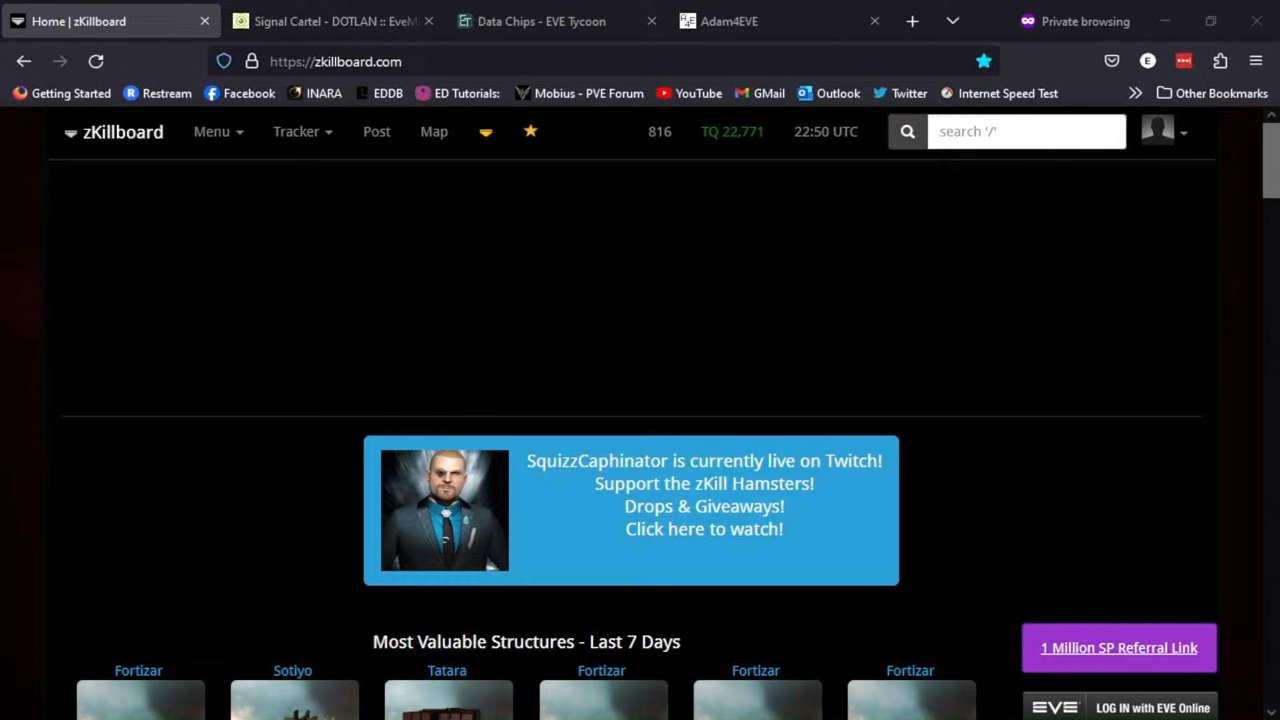 Home | zKillboard
Signal Cartel - DOTLAN :: EveM
Data Chips - EVE Tycoon
A4E Adam4EVE
Private browsing
https://zkillboard.com
E
Getting Started
Restream
Facebook
INARA
EDDB
ED Tutorials:
Mobius - PVE Forum
YouTube
GMail
Outlook
Twitter
Internet Speed Test
Other Bookmarks
zKillboard
Menu
Tracker
Post
Map
816
TQ 22,771
22:50 UTC
search '/'
SquizzCaphinator is currently live on Twitch!
Support the zKill Hamsters!
Drops & Giveaways!
Click here to watch!
Most Valuable Structures - Last 7 Days
1 Million SP Referral Link
Fortizar
Sotiyo
Tatara
Fortizar
Fortizar
Fortizar
EVE LOG IN with EVE Online